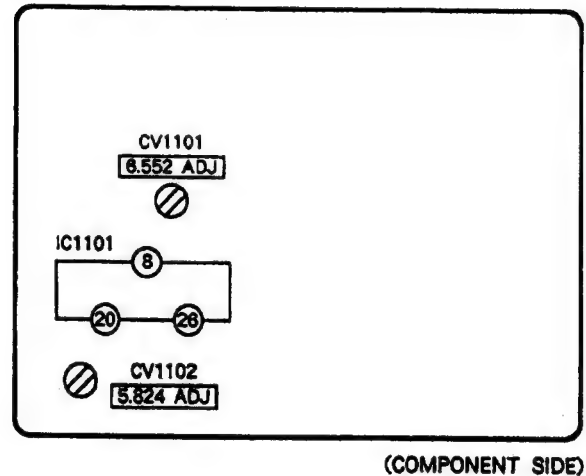 CV1101
6.552 ADJ
IC1101
8
20
26
CV1102
5.824 ADJ
(COMPONENT SIDE)